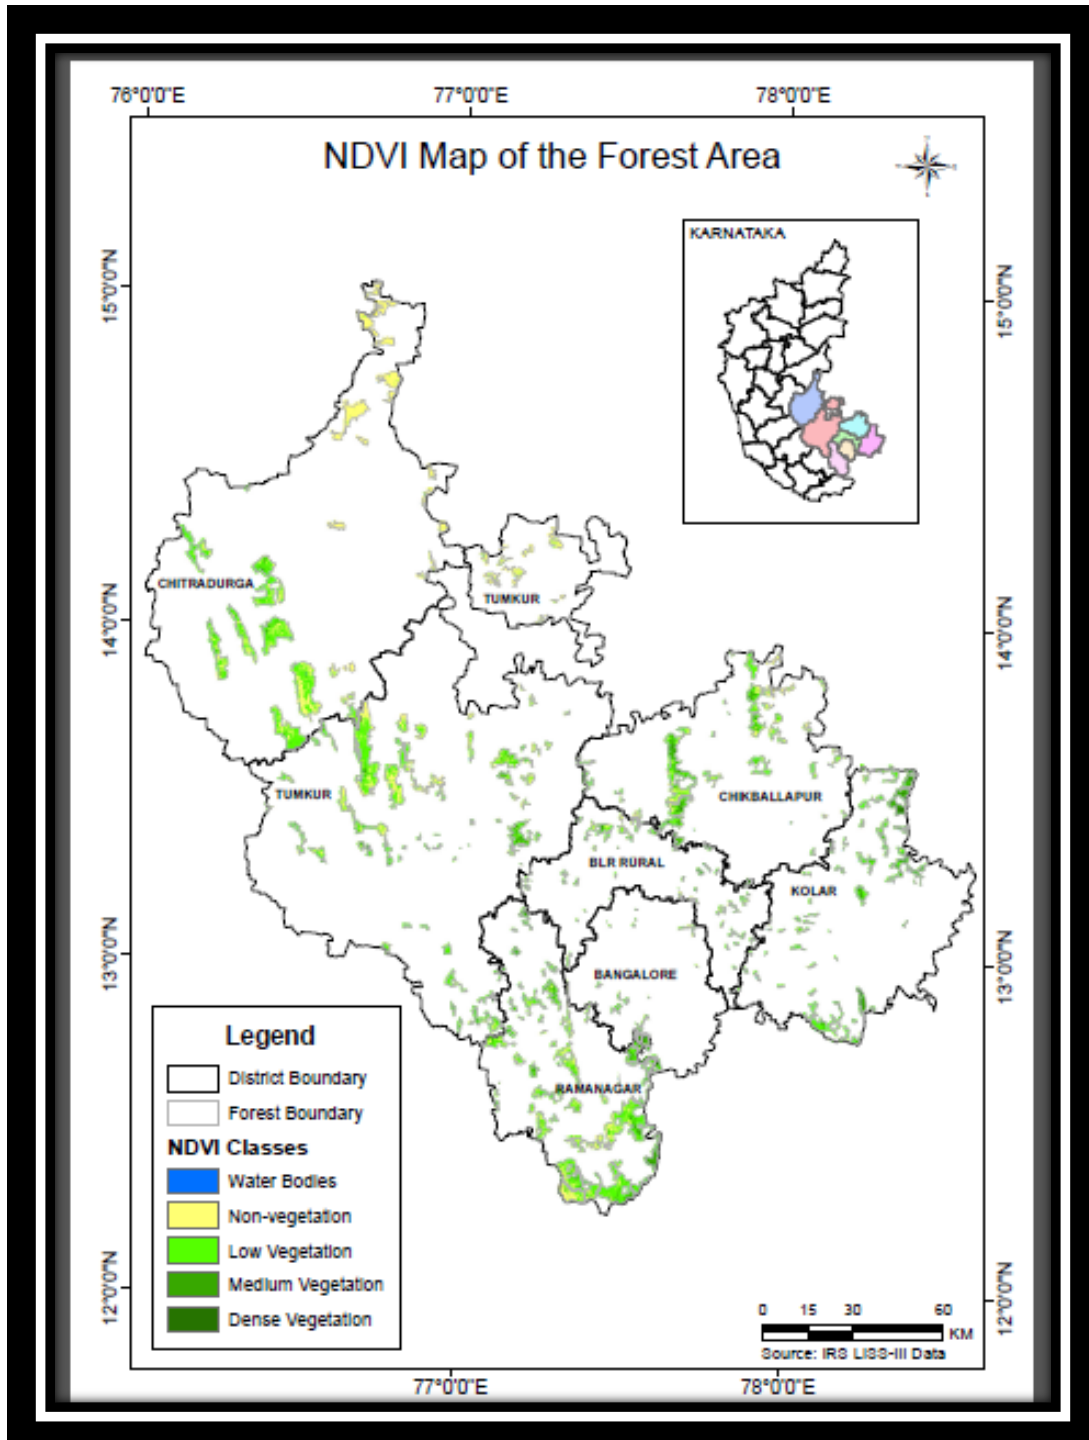 76°0'0"E 77°0'0"E 78°0'0"E
NDVI Map of the Forest Area
KARNATAKA
15°0'0"N
15°0'0"N
CHITRADURGA
TUMKUR
14°0'0"N
14°0'0"N
TUMKUR
CHIKBALLAPUR
BLR RURAL
KOLAR
13°0'0"N
13°0'0"N
BANGALORE
RAMANAGAR
Legend
District Boundary
Forest Boundary
NDVI Classes
Water Bodies
Non-vegetation
Low Vegetation
Medium Vegetation
Dense Vegetation
12°0'0"N
12°0'0"N
0 15 30 60
KM
Source: IRS LISS-III Data
77°0'0"E 78°0'0"E